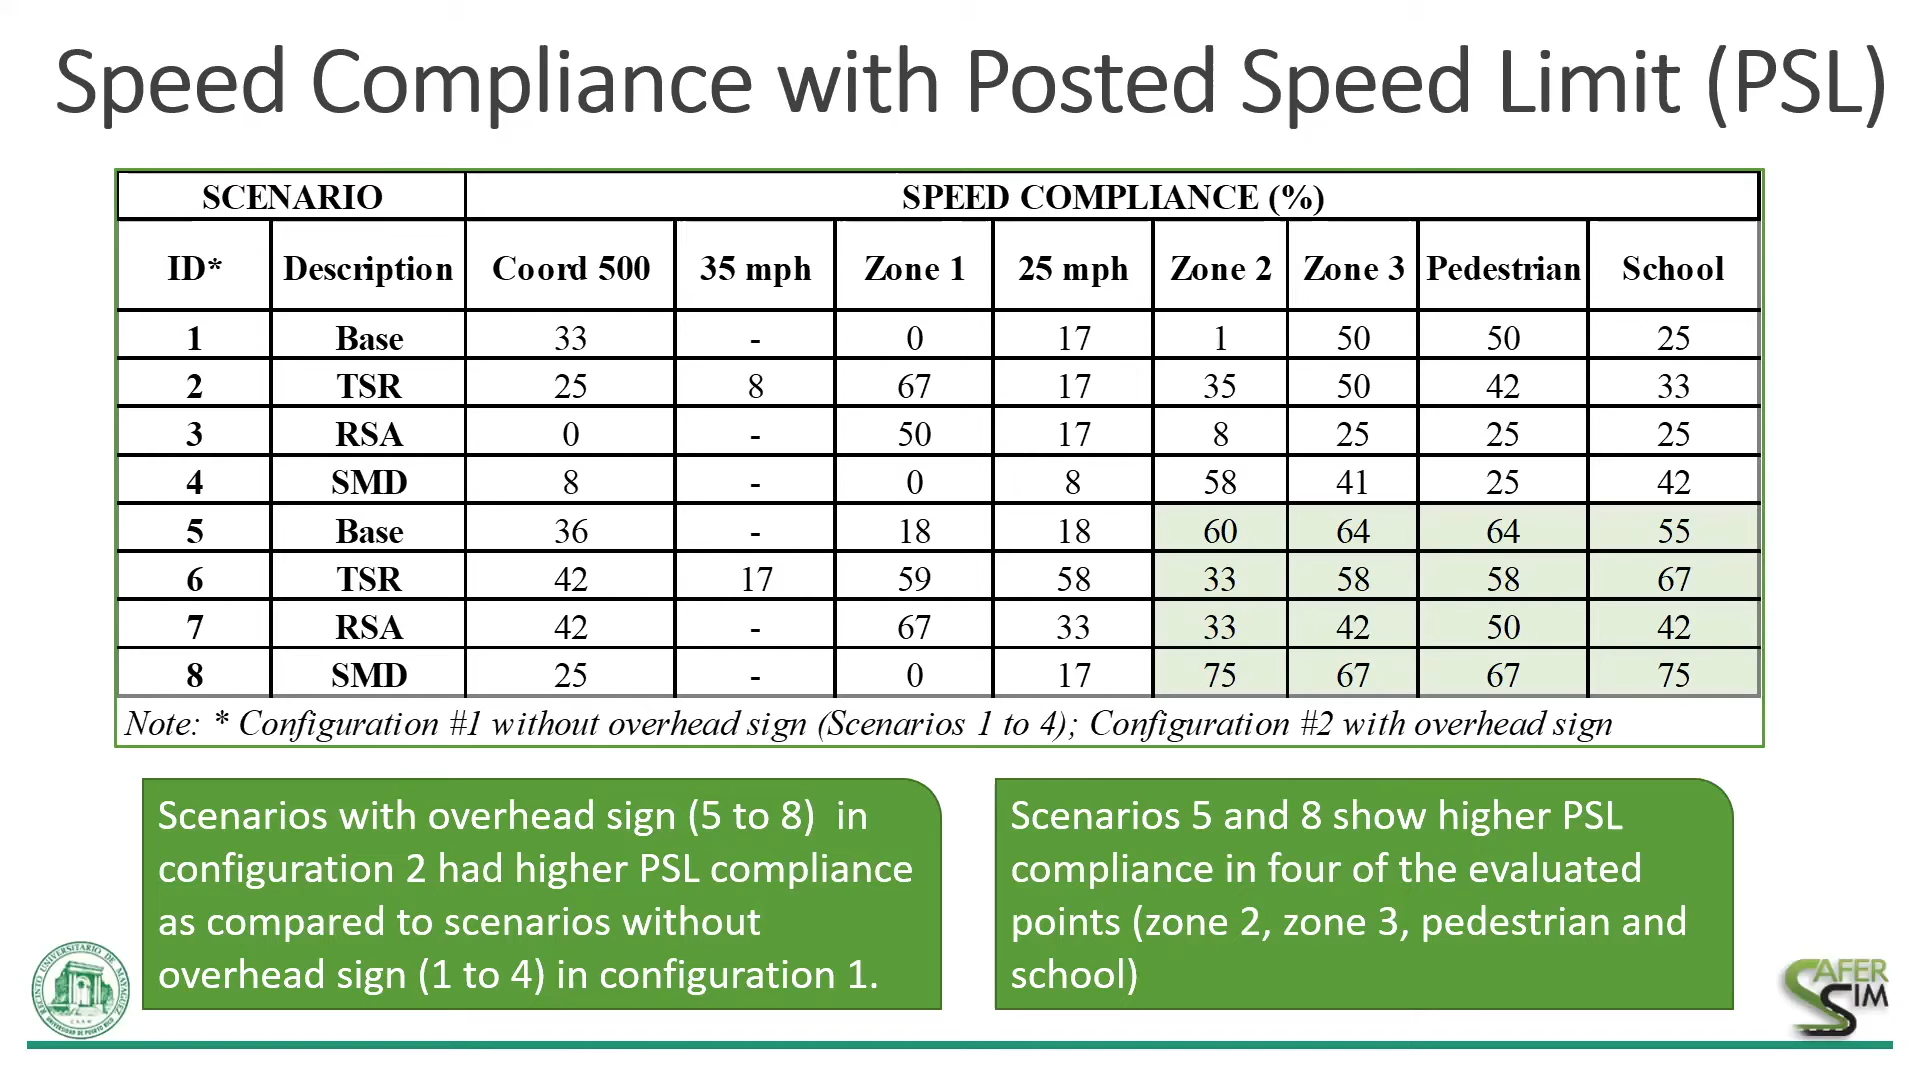 Speed Compliance with Posted Speed Limit (PSL)
SCENARIO SPEED COMPLIANCE (%)
ID* Description Coord 500 35 mph Zone 1 25 mph Zone 2 Zone 3 Pedestrian School
1 Base 33 - 0 17 1 50 50 25
2 TSR 25 8 67 17 35 50 42 33
3 RSA 0 - 50 17 8 25 25 25
4 SMD 8 - 0 8 58 41 25 42
5 Base 36 - 18 18 60 64 64 55
6 TSR 42 17 59 58 33 58 58 67
7 RSA 42 - 67 33 33 42 50 42
8 SMD 25 - 0 17 75 67 67 75
Note: * Configuration #1 without overhead sign (Scenarios 1 to 4); Configuration #2 with overhead sign
Scenarios with overhead sign (5 to 8) in
configuration 2 had higher PSL compliance
as compared to scenarios without
overhead sign (1 to 4) in configuration 1.
Scenarios 5 and 8 show higher PSL
compliance in four of the evaluated
points (zone 2, zone 3, pedestrian and
school)
RECINTO UNIVERSITARIO DE MAYAGUEZ
UNIVERSIDAD DE PUERTO RICO
SAFER
SIM